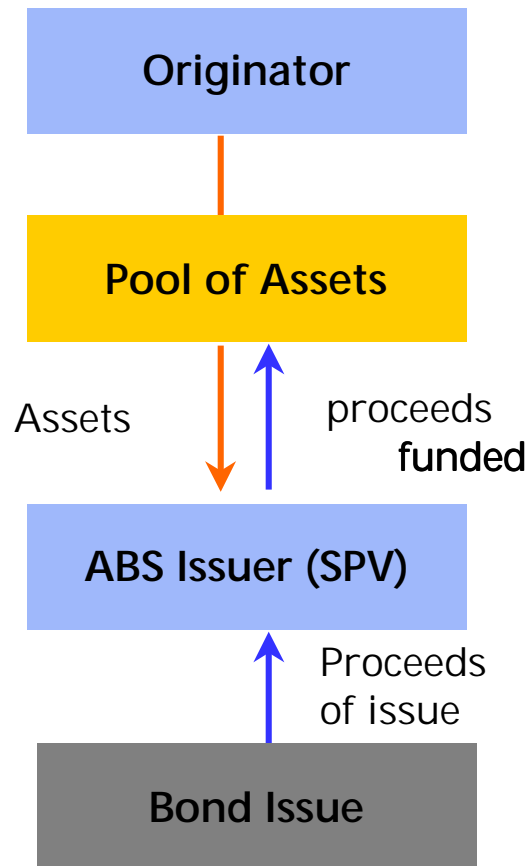 Originator
Pool of Assets
Assets
proceeds
funded
ABS Issuer (SPV)
Proceeds
of issue
Bond Issue